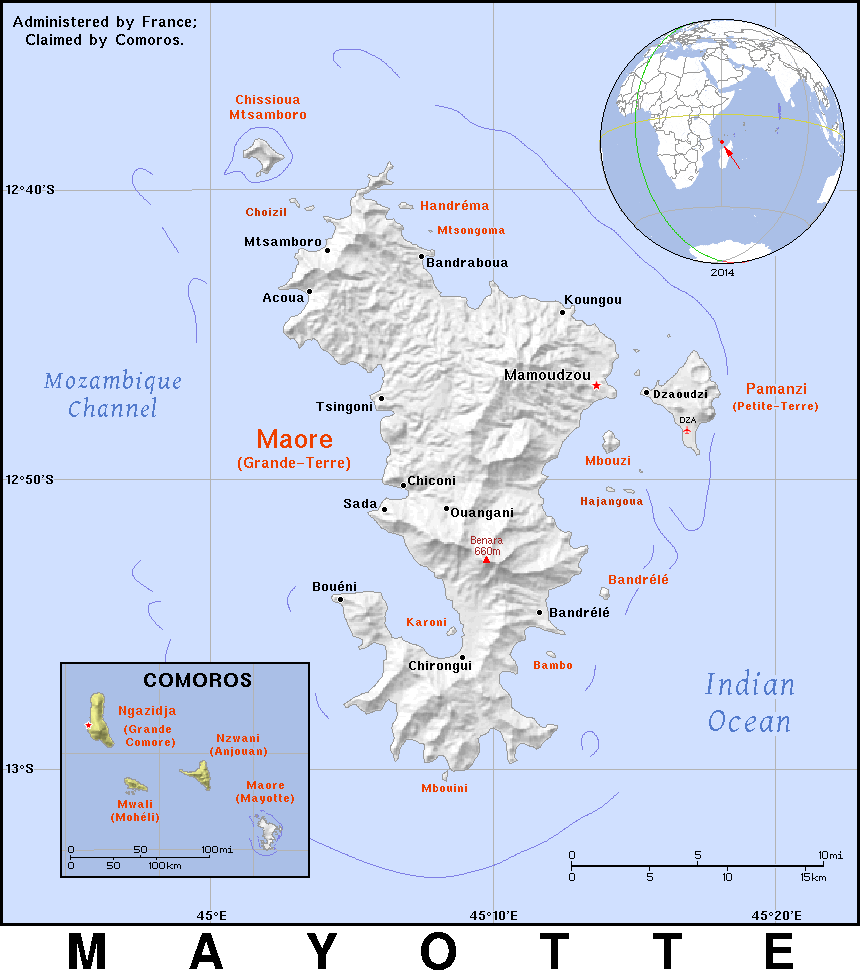 Administered by France;
Claimed by Comoros.
Chissioua
Mtsamboro
2014
12°40'S
Choizil
Handréma
Mtsongoma
Mtsamboro
Bandraboua
Acoua
Koungou
Mozambique
Channel
Mamoudzou
Dzaoudzi
Pamanzi
(Petite-Terre)
DZA
Tsingoni
Maore
(Grande-Terre)
Mbouzi
12°50'S
Chiconi
Hajangoua
Sada
Ouangani
Benara
660m
Bandrélé
Bouéni
Bandrélé
Karoni
Chirongui
Bambo
Indian
Ocean
COMOROS
Ngazidja
(Grande
Comore)
Nzwani
(Anjouan)
Mwali
(Mohéli)
Maore
(Mayotte)
0 50 100mi
0 50 100km
13°S
Mbouini
0 5 10mi
0 5 10 15km
45°E
45°10'E
45°20'E
MAYOTTE